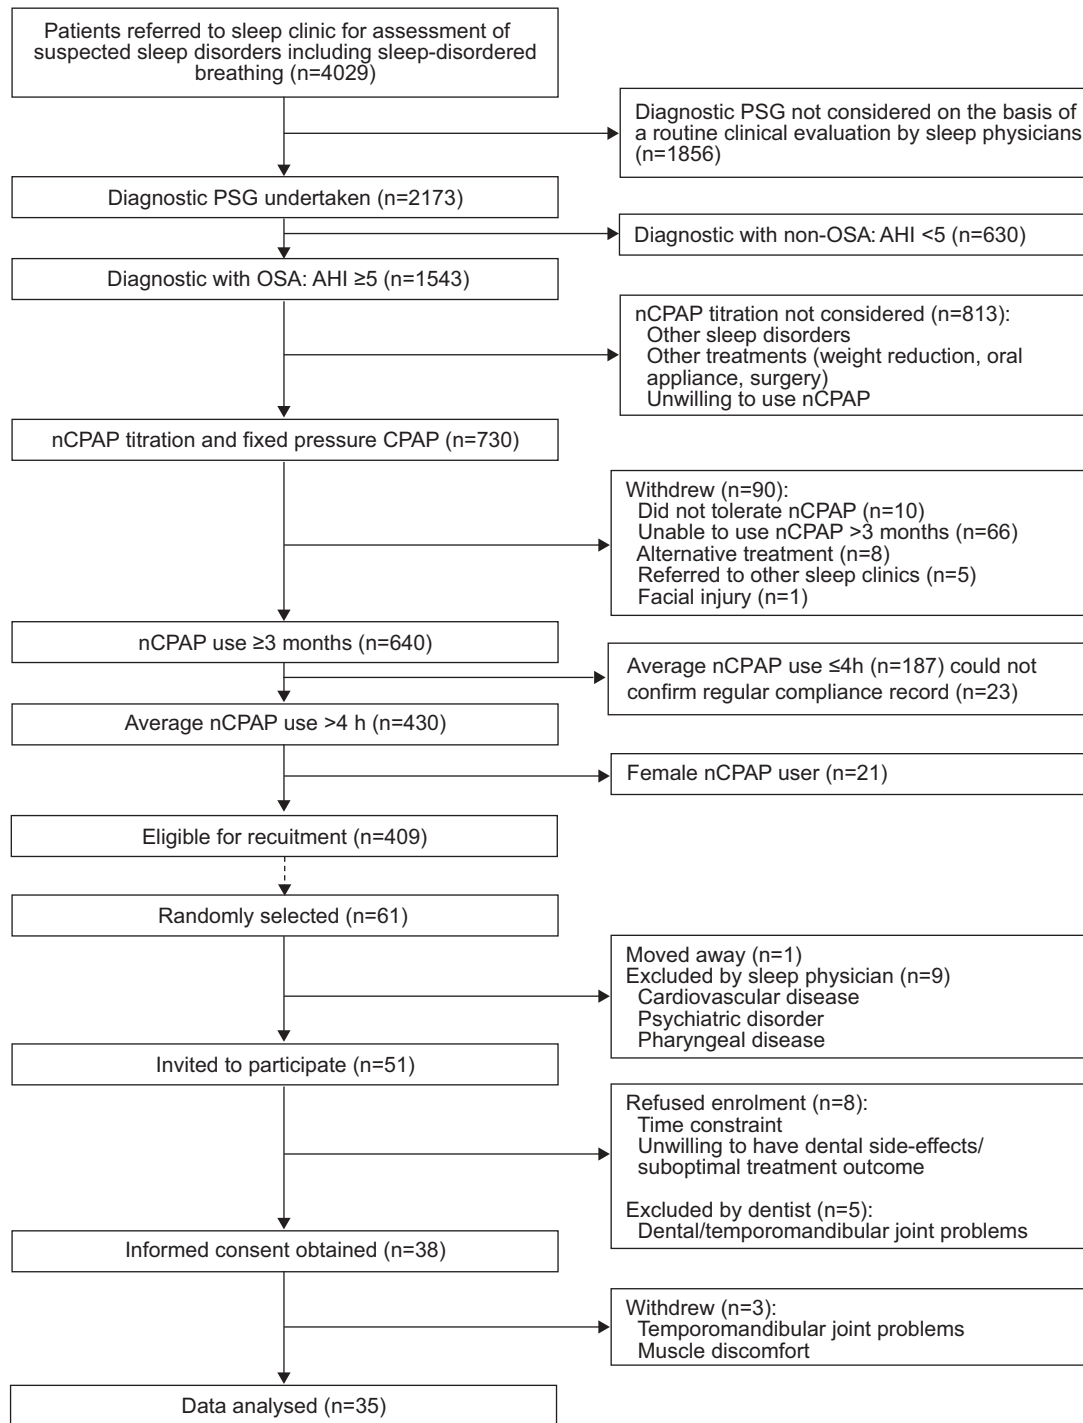 Patients referred to sleep clinic for assessment of
suspected sleep disorders including sleep-disordered
breathing (n=4029)
Diagnostic PSG not considered on the basis of
a routine clinical evaluation by sleep physicians
(n=1856)
Diagnostic PSG undertaken (n=2173)
Diagnostic with non-OSA: AHI <5 (n=630)
Diagnostic with OSA: AHI ≥5 (n=1543)
nCPAP titration not considered (n=813):
Other sleep disorders
Other treatments (weight reduction, oral
appliance, surgery)
Unwilling to use nCPAP
nCPAP titration and fixed pressure CPAP (n=730)
Withdrew (n=90):
Did not tolerate nCPAP (n=10)
Unable to use nCPAP >3 months (n=66)
Alternative treatment (n=8)
Referred to other sleep clinics (n=5)
Facial injury (n=1)
nCPAP use ≥3 months (n=640)
Average nCPAP use ≤4h (n=187) could not
confirm regular compliance record (n=23)
Average nCPAP use >4 h (n=430)
Female nCPAP user (n=21)
Eligible for recuitment (n=409)
Randomly selected (n=61)
Moved away (n=1)
Excluded by sleep physician (n=9)
Cardiovascular disease
Psychiatric disorder
Pharyngeal disease
Invited to participate (n=51)
Refused enrolment (n=8):
Time constraint
Unwilling to have dental side-effects/
suboptimal treatment outcome
Excluded by dentist (n=5):
Dental/temporomandibular joint problems
Informed consent obtained (n=38)
Withdrew (n=3):
Temporomandibular joint problems
Muscle discomfort
Data analysed (n=35)